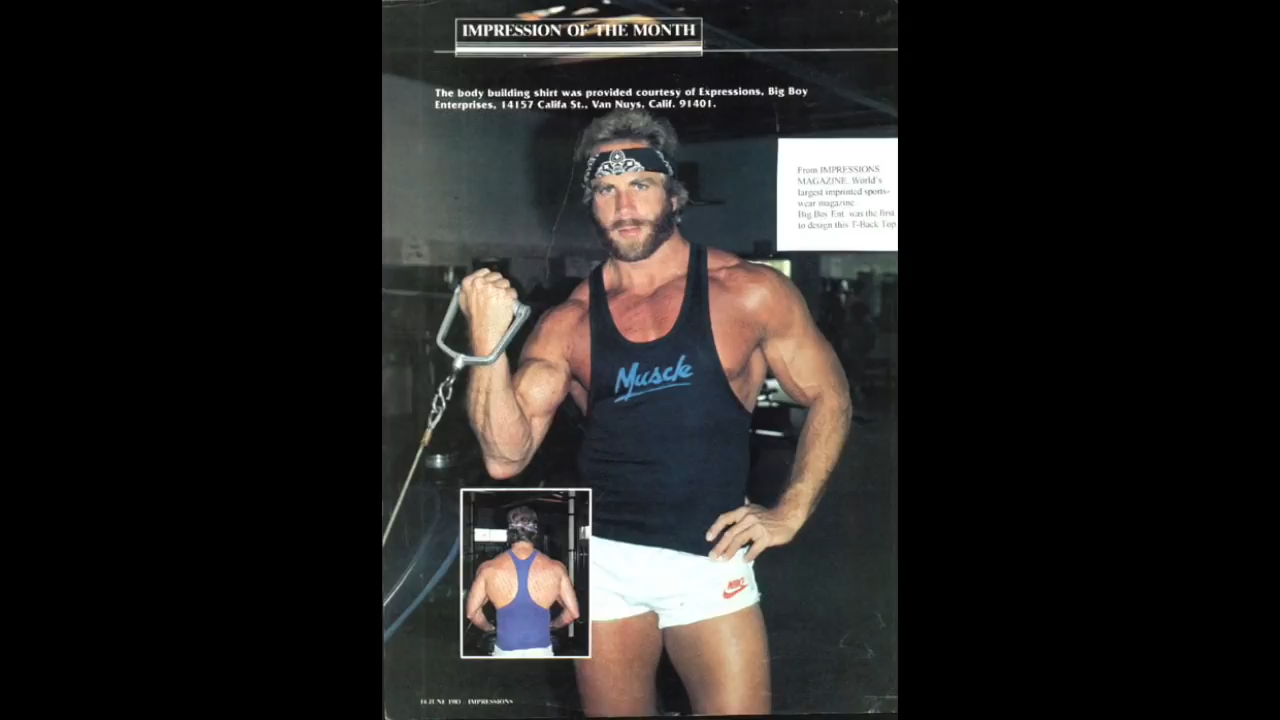 IMPRESSION OF THE MONTH
The body building shirt was provided courtesy of Expressions, Big Boy
Enterprises, 14157 Califa St., Van Nuys, Calif. 91401.
From IMPRESSIONS
MAGAZINE. World's
largest imprinted sports-
wear magazine.
Big Boy Ent. was the first
to design this T-Back Top
Muscle
NIKE
14 JUNE 1983 - IMPRESSIONS